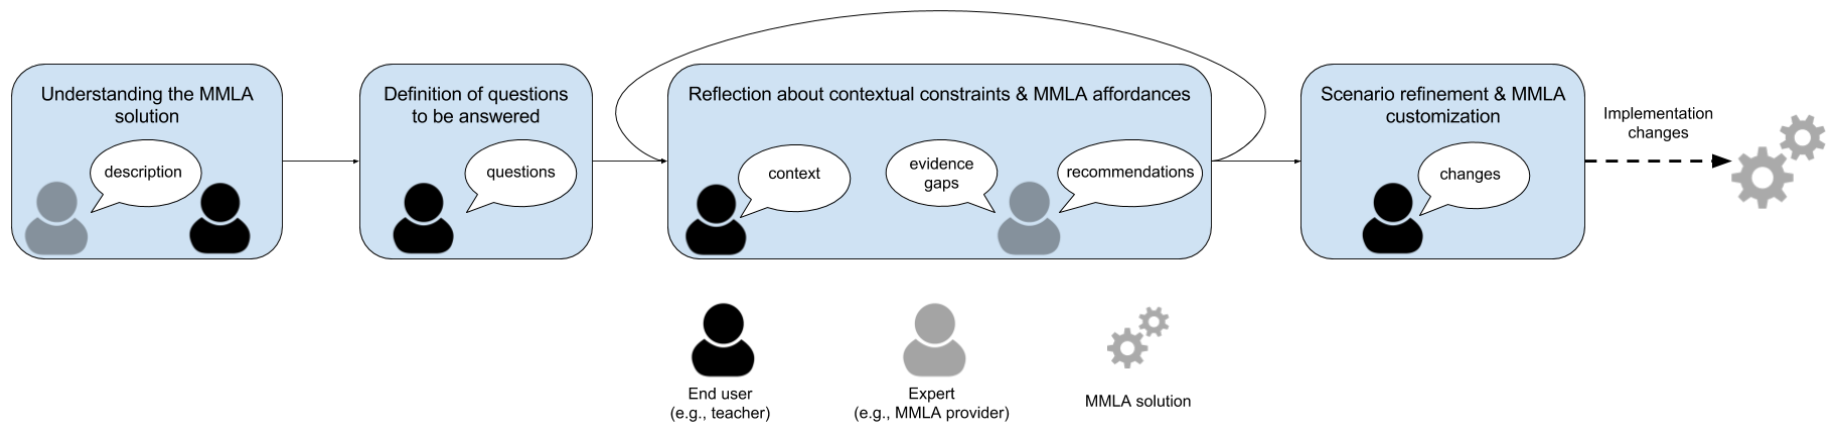 Understanding the MMLA
solution
description
Definition of questions
to be answered
questions
Reflection about contextual constraints & MMLA affordances
context
evidence
gaps
recommendations
Scenario refinement & MMLA
customization
changes
Implementation
changes
End user
(e.g., teacher)
Expert
(e.g., MMLA provider)
MMLA solution